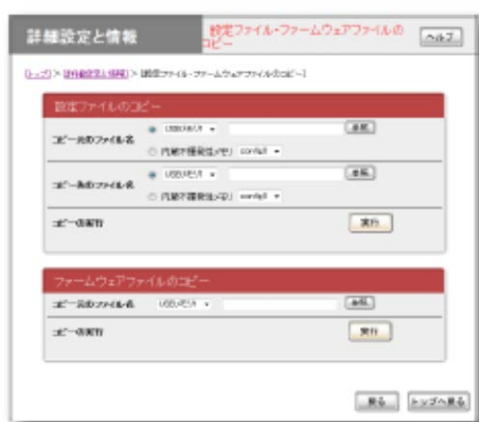 詳細設定と情報
設定ファイル・ファームウェアファイルの
コピー
ヘルプ
[トップ] > [詳細設定と情報] > [設定ファイル・ファームウェアファイルのコピー]
設定ファイルのコピー
コピー元のファイル名
USBメモリ
参照
内蔵不揮発性メモリ config0
コピー先のファイル名
USBメモリ
参照
内蔵不揮発性メモリ config0
コピーの実行
実行
ファームウェアファイルのコピー
コピー元のファイル名
USBメモリ
参照
コピーの実行
実行
戻る
トップへ戻る